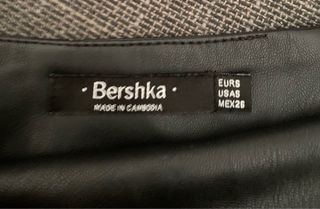 · Bershka ·
MADE IN CAMBODIA
EUR S
USA S
MEX 26